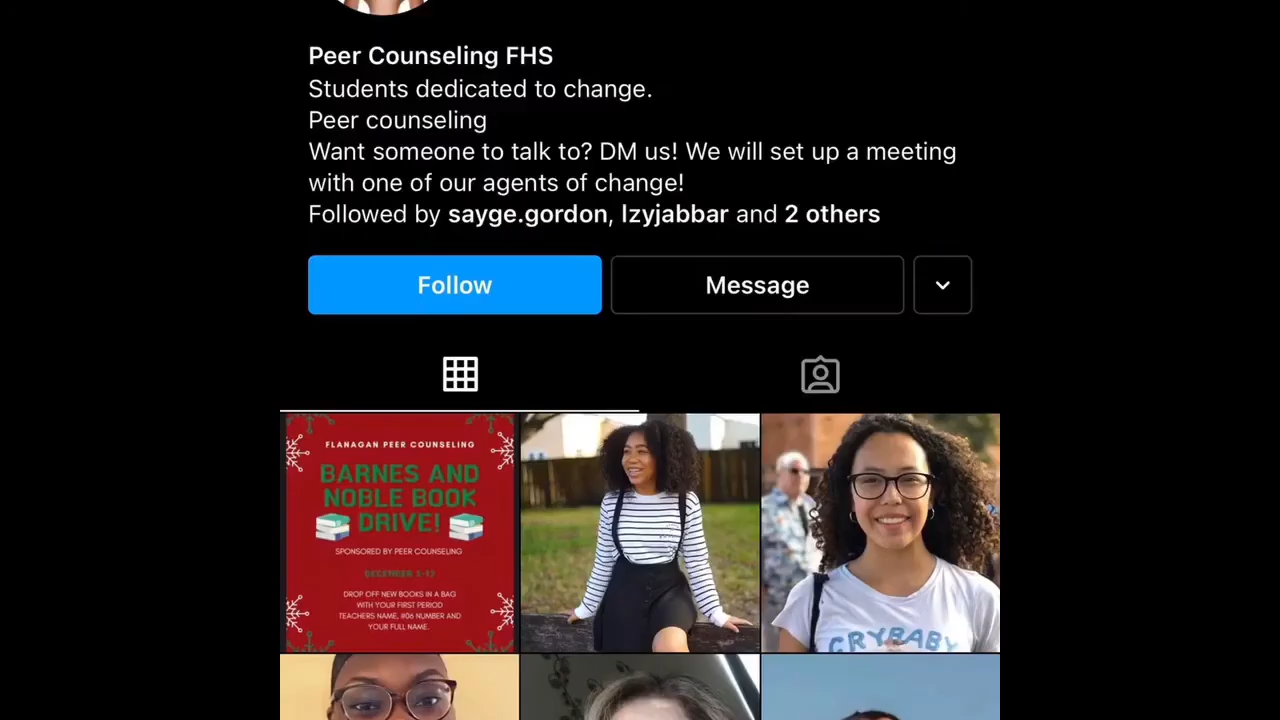 Peer Counseling FHS
Students dedicated to change.
Peer counseling
Want someone to talk to? DM us! We will set up a meeting
with one of our agents of change!
Followed by sayge.gordon, lzyjabbar and 2 others
Follow
Message
FLANAGAN PEER COUNSELING
BARNES AND
NOBLE BOOK
DRIVE!
SPONSORED BY PEER COUNSELING
DROP OFF NEW BOOKS IN A BAG
WITH YOUR FIRST PERIOD
TEACHERS NAME, #06 NUMBER AND
YOUR FULL NAME.
CRYBABY